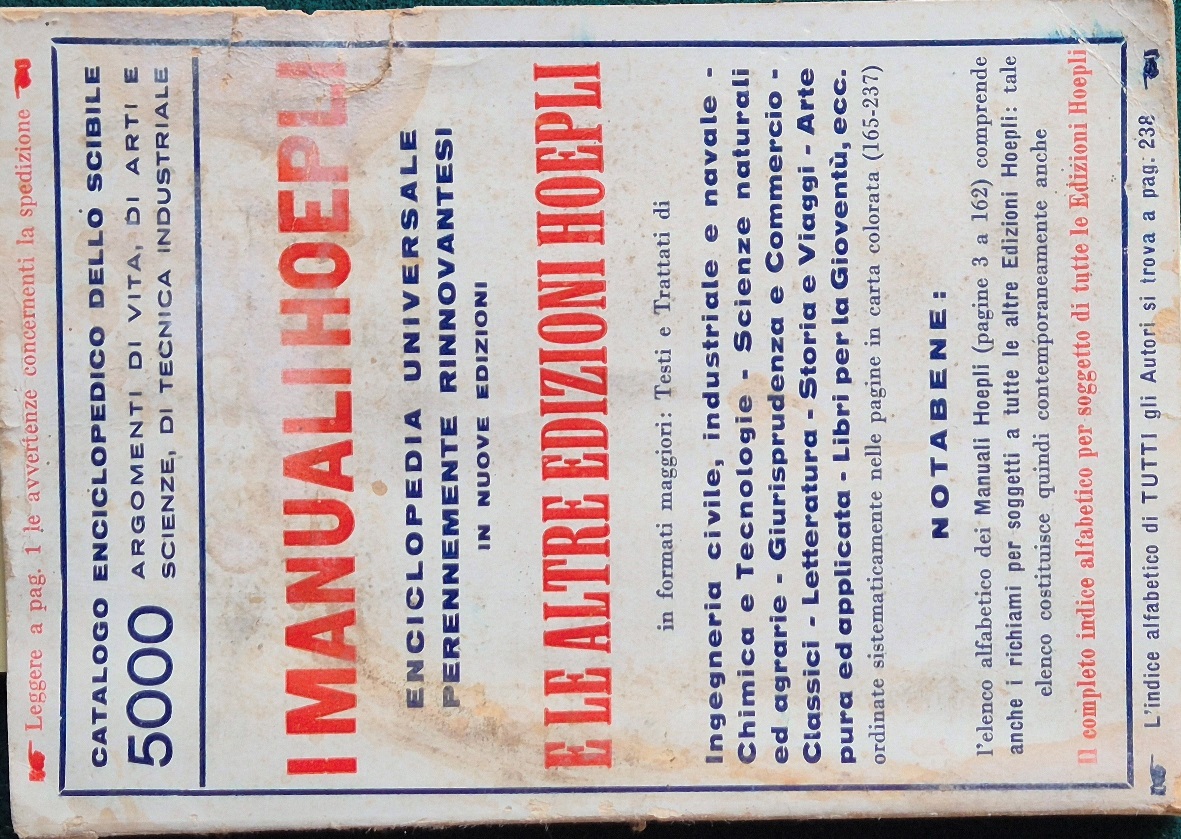 Leggere a pag. 1 le avvertenze concernenti la spedizione
CATALOGO ENCICLOPEDICO DELLO SCIBILE
5000 ARGOMENTI DI VITA, DI ARTI E
SCIENZE, DI TECNICA INDUSTRIALE
I MANUALI HOEPLI
ENCICLOPEDIA UNIVERSALE
PERENNEMENTE RINNOVANTESI
IN NUOVE EDIZIONI
E LE ALTRE EDIZIONI HOEPLI
in formati maggiori: Testi e Trattati di
Ingegneria civile, industriale e navale -
Chimica e Tecnologie - Scienze naturali
ed agrarie - Giurisprudenza e Commercio -
Classici - Letteratura - Storia e Viaggi - Arte
pura ed applicata - Libri per la Gioventù, ecc.
ordinate sistematicamente nelle pagine in carta colorata (165-237)
NOTABENE:
l'elenco alfabetico dei Manuali Hoepli (pagine 3 a 162) comprende
anche i richiami per soggetti a tutte le altre Edizioni Hoepli: tale
elenco costituisce quindi contemporaneamente anche
Il completo indice alfabetico per soggetto di tutte le Edizioni Hoepli
L'indice alfabetico di TUTTI gli Autori si trova a pag. 238